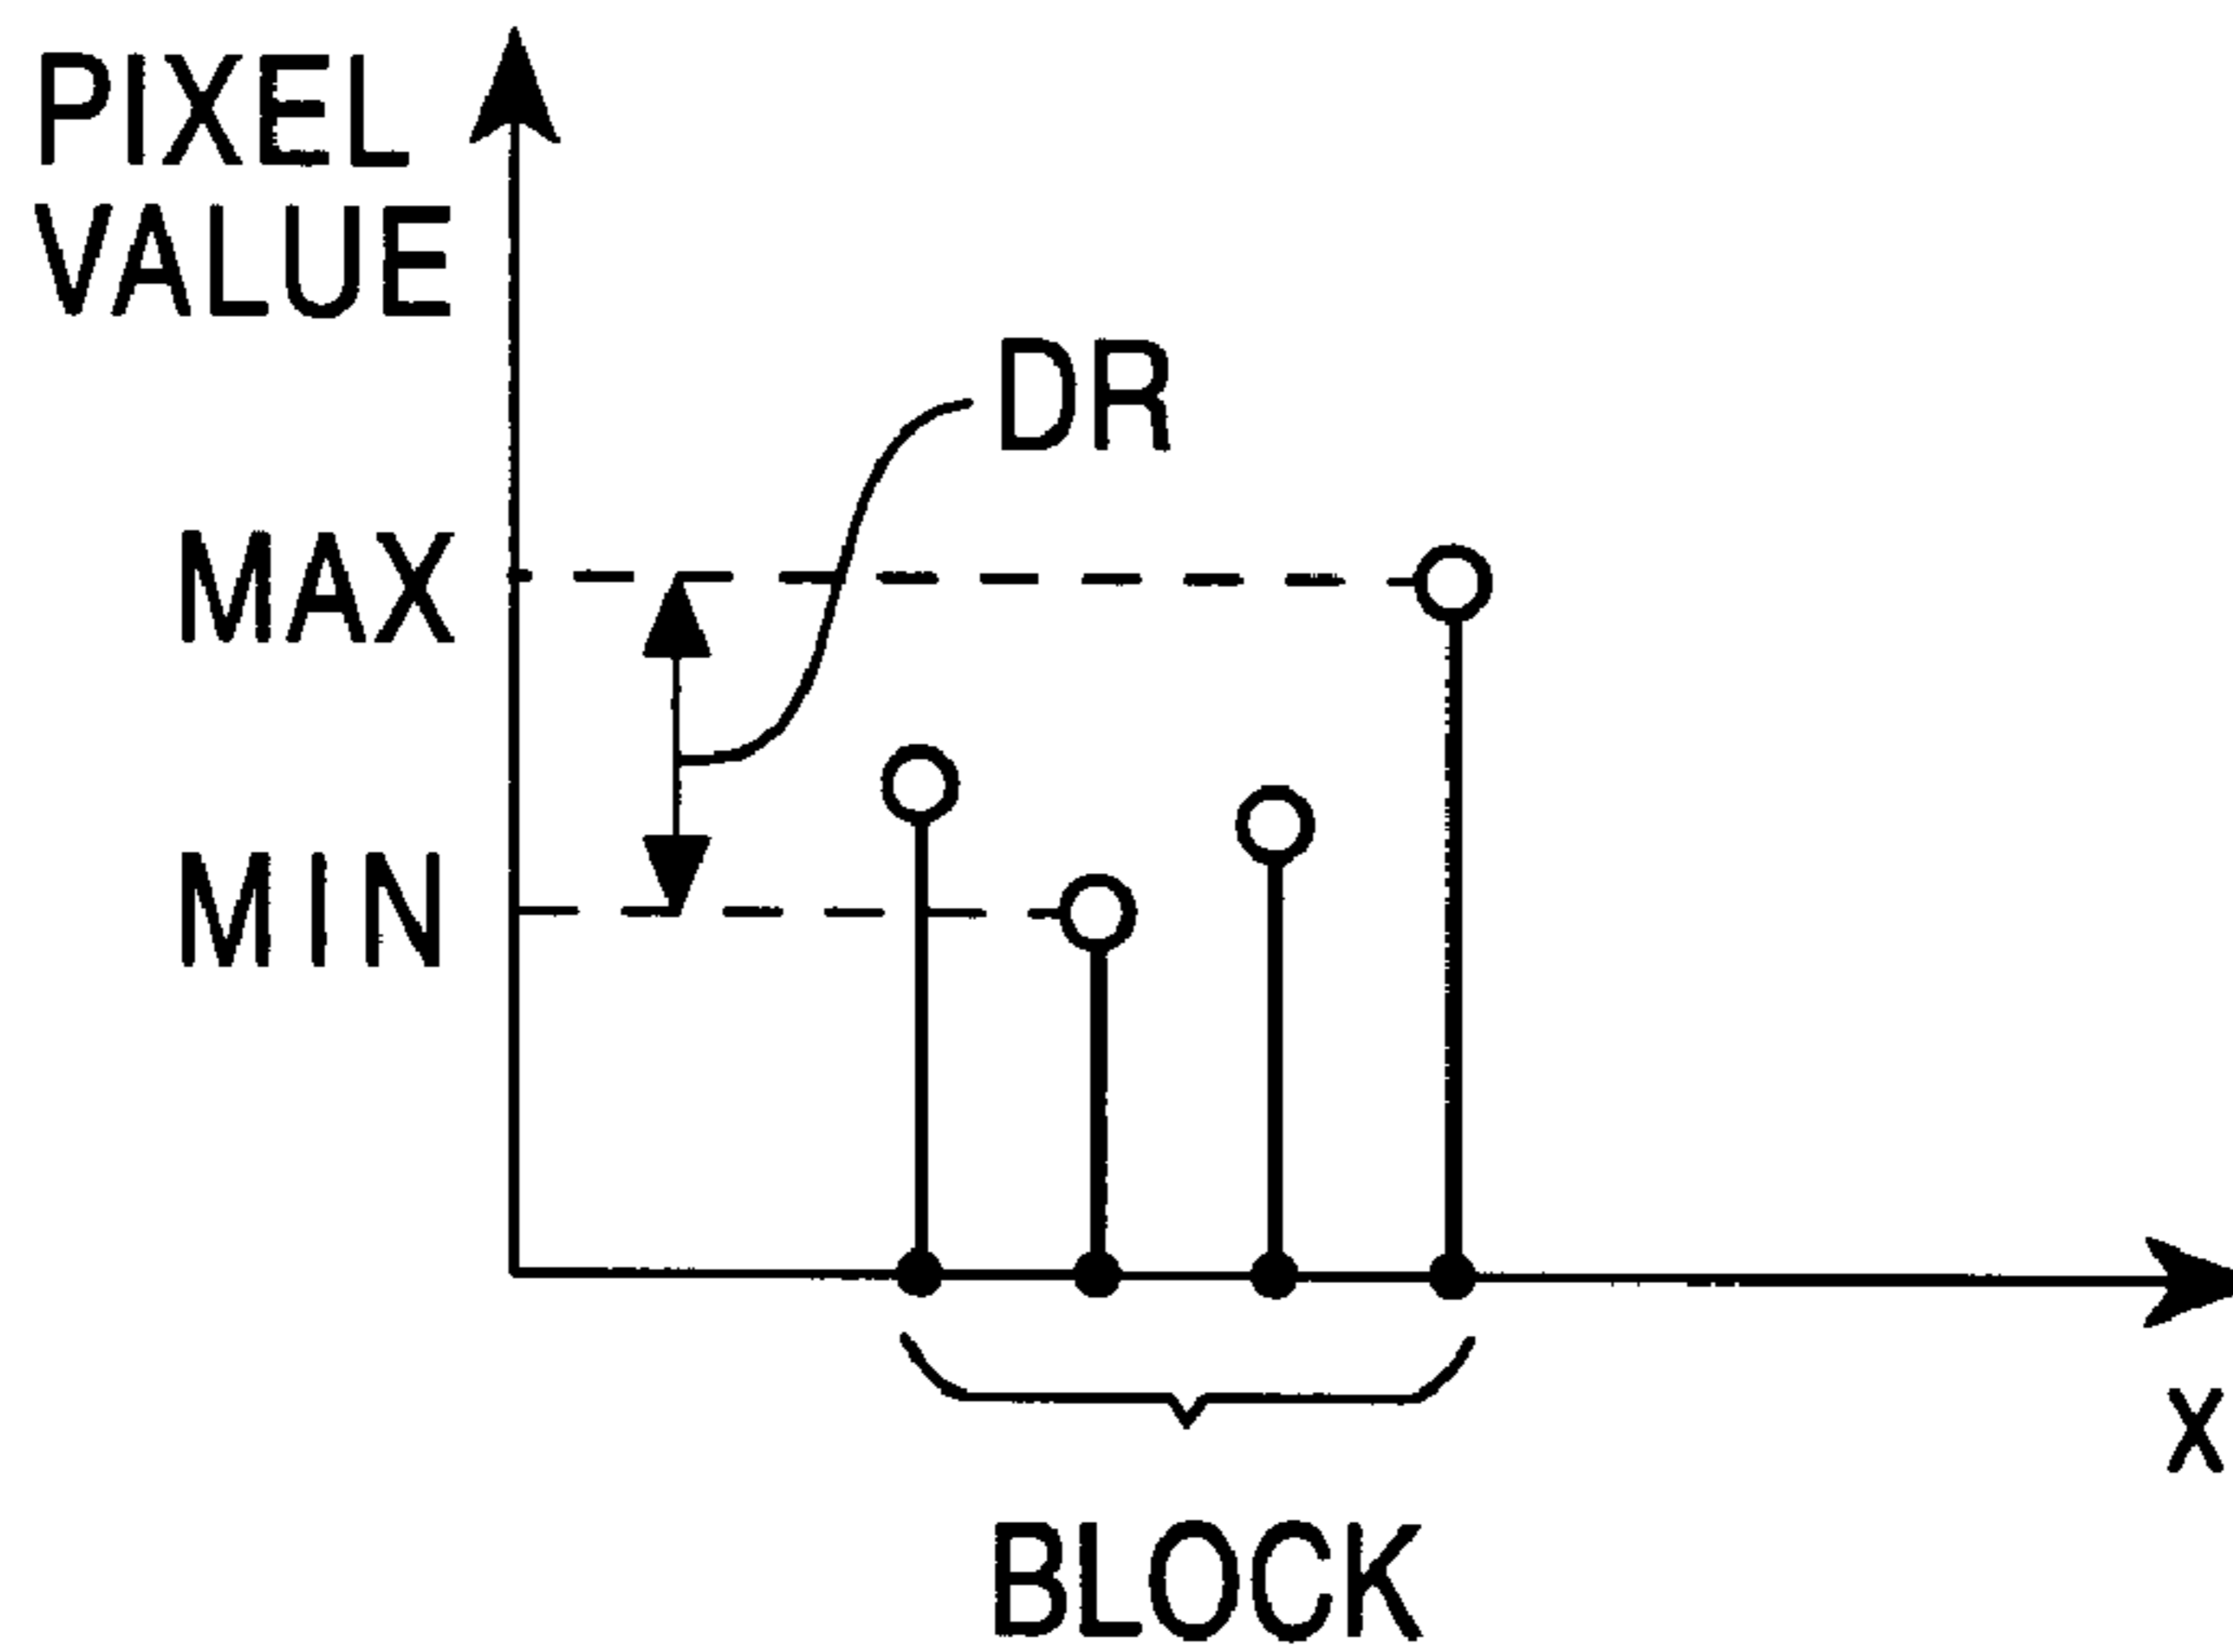 PIXEL
VALUE
DR
MAX
MIN
X
BLOCK